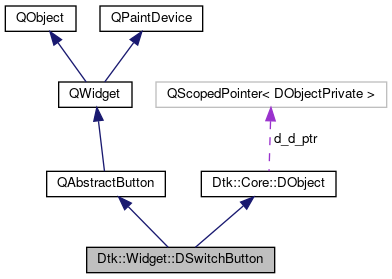 QObject
QPaintDevice
QWidget
QScopedPointer< DObjectPrivate >
d_d_ptr
QAbstractButton
Dtk::Core::DObject
Dtk::Widget::DSwitchButton